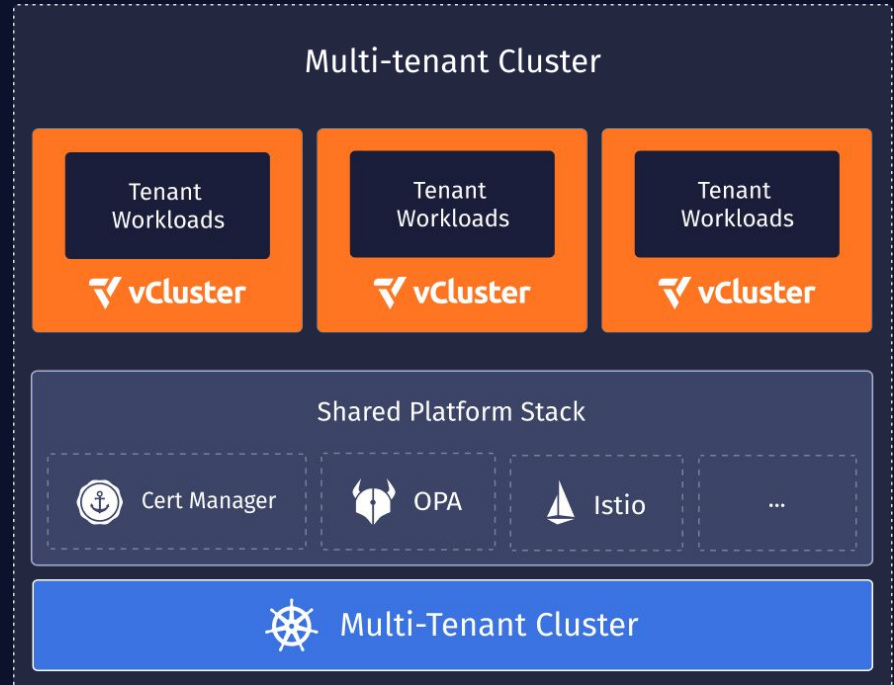 Multi-tenant Cluster
Tenant
Workloads
vCluster
Tenant
Workloads
vCluster
Tenant
Workloads
vCluster
Shared Platform Stack
Cert Manager
OPA
Istio
...
Multi-Tenant Cluster